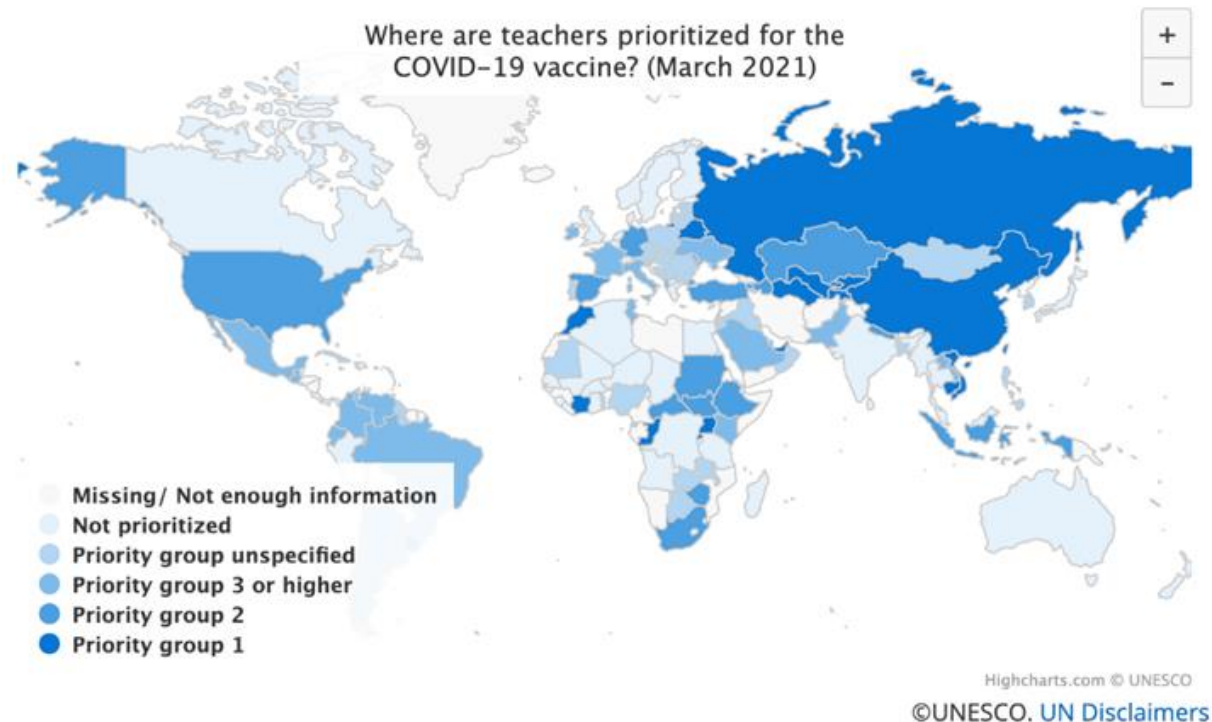 Where are teachers prioritized for the
COVID-19 vaccine? (March 2021)
+
-
Missing/ Not enough information
Not prioritized
Priority group unspecified
Priority group 3 or higher
Priority group 2
Priority group 1
Highcharts.com © UNESCO
©UNESCO. UN Disclaimers